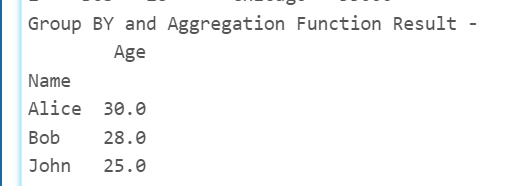 Group BY and Aggregation Function Result -
Age
Name
Alice 30.0
Bob 28.0
John 25.0